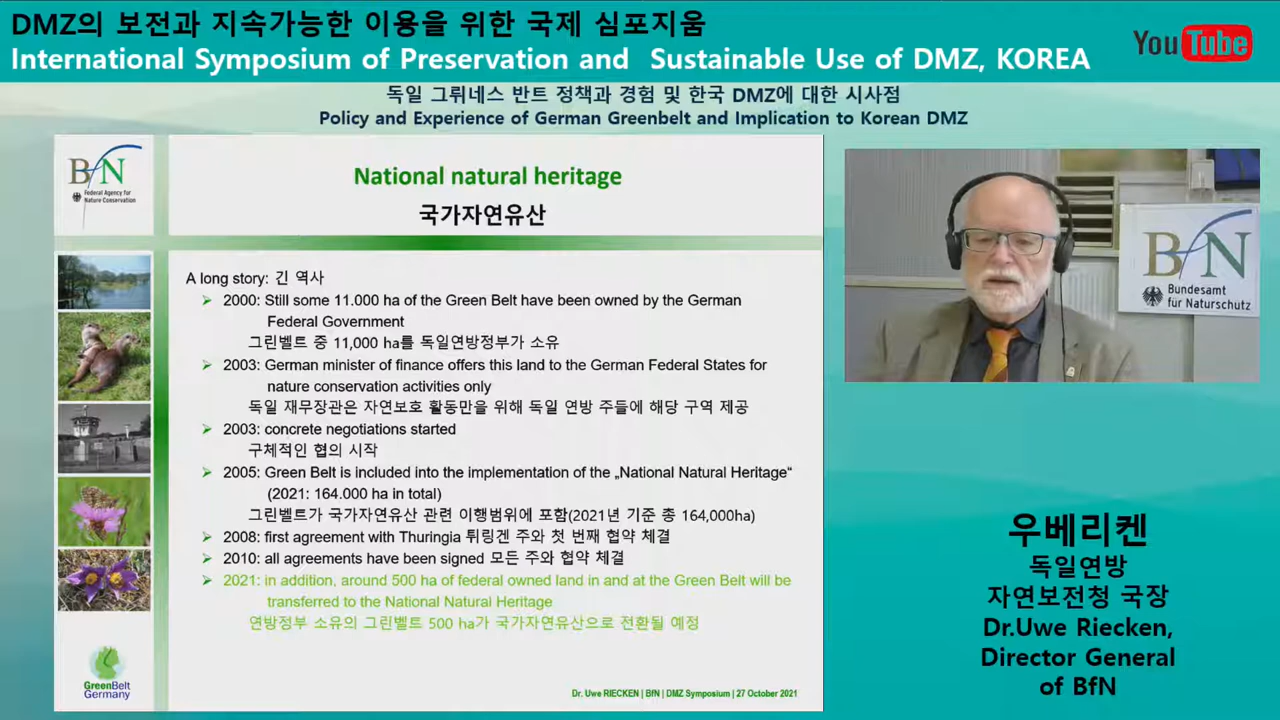 DMZ의 보전과 지속가능한 이용을 위한 국제 심포지움
International Symposium of Preservation and Sustainable Use of DMZ, KOREA
YouTube
독일 그뤼네스 반트 정책과 경험 및 한국 DMZ에 대한 시사점
Policy and Experience of German Greenbelt and Implication to Korean DMZ
BfN
Federal Agency for
Nature Conservation
National natural heritage
국가자연유산
A long story: 긴 역사
2000: Still some 11.000 ha of the Green Belt have been owned by the German
Federal Government
그린벨트 중 11,000 ha를 독일연방정부가 소유
2003: German minister of finance offers this land to the German Federal States for
nature conservation activities only
독일 재무장관은 자연보호 활동만을 위해 독일 연방 주들에 해당 구역 제공
2003: concrete negotiations started
구체적인 협의 시작
2005: Green Belt is included into the implementation of the „National Natural Heritage“
(2021: 164.000 ha in total)
그린벨트가 국가자연유산 관련 이행범위에 포함(2021년 기준 총 164,000ha)
2008: first agreement with Thuringia 튀링겐 주와 첫 번째 협약 체결
2010: all agreements have been signed 모든 주와 협약 체결
2021: in addition, around 500 ha of federal owned land in and at the Green Belt will be
transferred to the National Natural Heritage
연방정부 소유의 그린벨트 500 ha가 국가자연유산으로 전환될 예정
GreenBelt
Germany
Dr. Uwe RIECKEN | BfN | DMZ Symposium | 27 October 2021
BfN
Bundesamt
für Naturschutz
우베리켄
독일연방
자연보전청 국장
Dr.Uwe Riecken,
Director General
of BfN